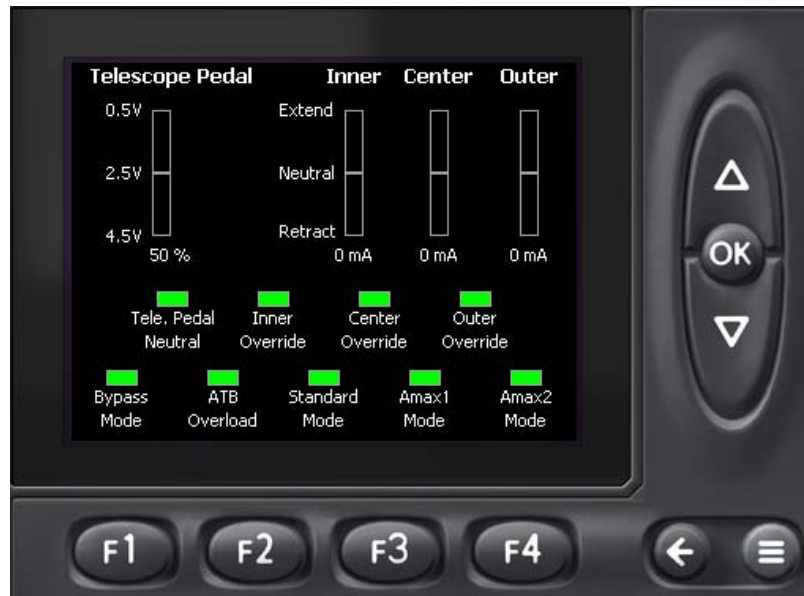 Telescope Pedal Inner Center Outer
0.5V Extend
2.5V Neutral
4.5V Retract
50 % 0 mA 0 mA 0 mA
Tele. Pedal Inner Center Outer
Neutral Override Override Override
Bypass ATB Standard Amax1 Amax2
Mode Overload Mode Mode Mode
OK
F1 F2 F3 F4